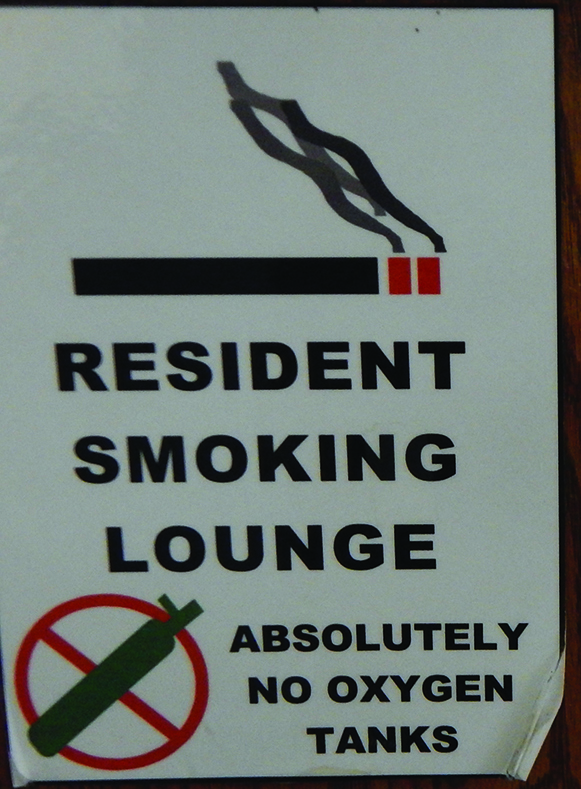 RESIDENT
SMOKING
LOUNGE
ABSOLUTELY
NO OXYGEN
TANKS